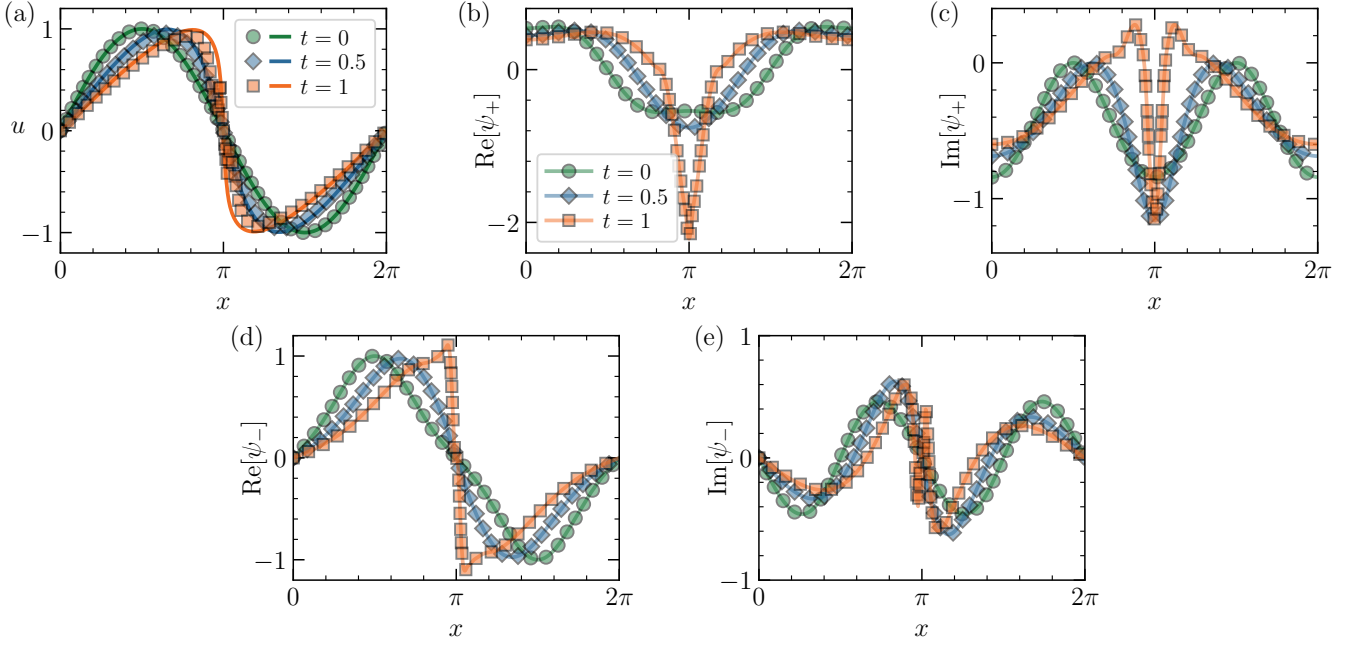 (a)
1
t = 0
t = 0.5
t = 1
u
0
−1
0
π
2π
x
(b)
0
Re[ψ₊]
t = 0
t = 0.5
t = 1
−2
0
π
2π
x
(c)
0
Im[ψ₊]
−1
0
π
2π
x
(d)
1
Re[ψ₋]
0
−1
0
π
2π
x
(e)
1
Im[ψ₋]
0
−1
0
π
2π
x